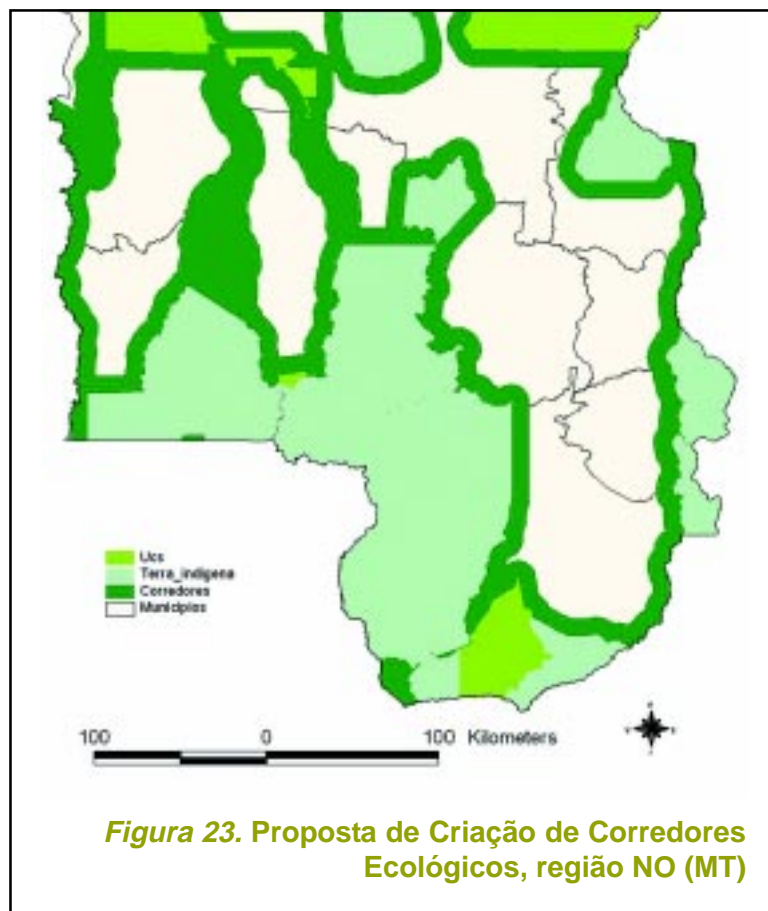 Ucs
Terra_indigena
Corredores
Municipios
100 0 100 Kilometers
Figura 23. Proposta de Criação de Corredores
Ecológicos, região NO (MT)